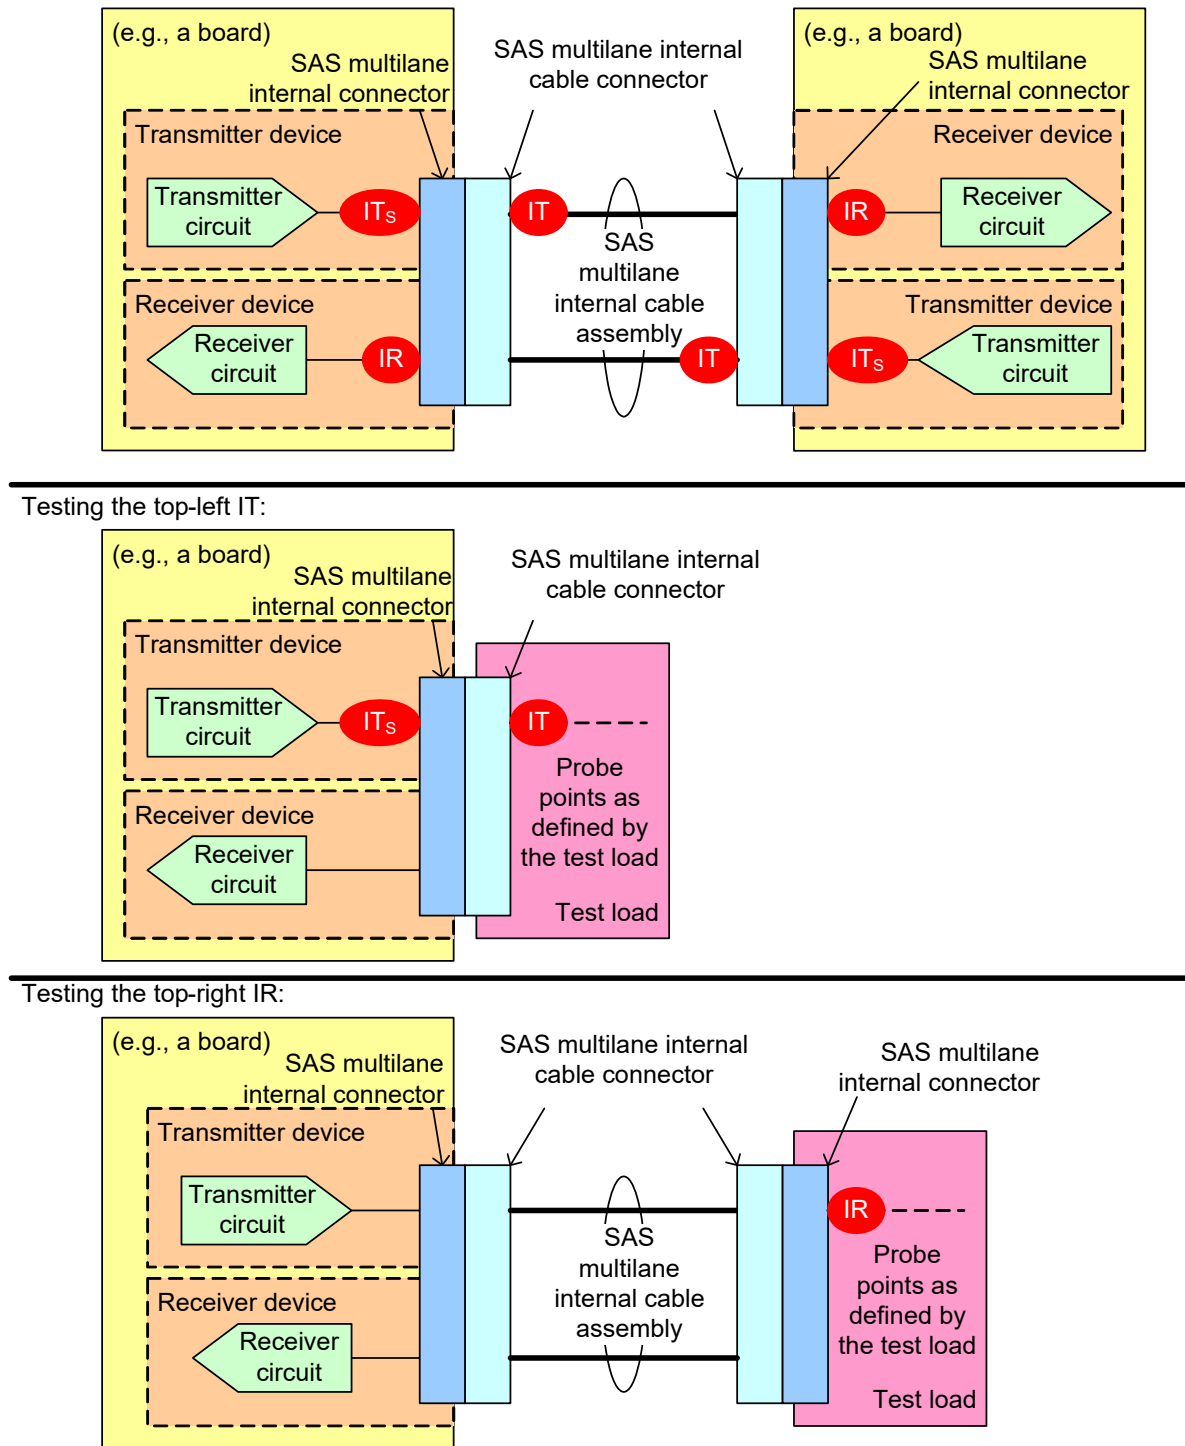 (e.g., a board)
SAS multilane
internal connector
SAS multilane internal
cable connector
(e.g., a board)
SAS multilane
internal connector
Transmitter device
Transmitter
circuit
ITS
IT
IR
Receiver device
Receiver
circuit
SAS
multilane
internal cable
assembly
Receiver device
Receiver
circuit
IR
IT
ITS
Transmitter device
Transmitter
circuit
Testing the top-left IT:
(e.g., a board)
SAS multilane
internal connector
SAS multilane internal
cable connector
Transmitter device
Transmitter
circuit
ITS
IT
Probe
points as
defined by
the test load
Test load
Receiver device
Receiver
circuit
Testing the top-right IR:
(e.g., a board)
SAS multilane
internal connector
SAS multilane internal
cable connector
SAS multilane
internal connector
Transmitter device
Transmitter
circuit
IR
SAS
multilane
internal cable
assembly
Probe
points as
defined by
the test load
Test load
Receiver device
Receiver
circuit